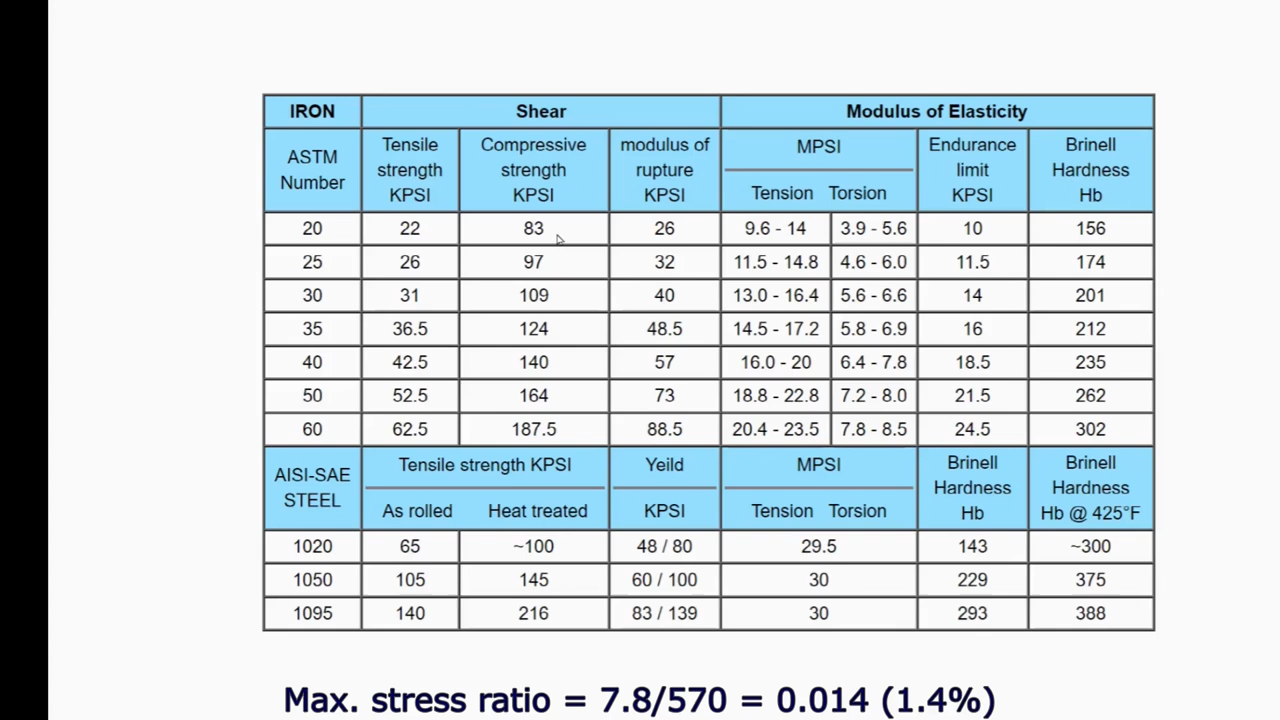 IRON Shear Modulus of Elasticity
ASTM Number Tensile strength KPSI Compressive strength KPSI modulus of rupture KPSI MPSI Tension Torsion Endurance limit KPSI Brinell Hardness Hb
20 22 83 26 9.6 - 14 3.9 - 5.6 10 156
25 26 97 32 11.5 - 14.8 4.6 - 6.0 11.5 174
30 31 109 40 13.0 - 16.4 5.6 - 6.6 14 201
35 36.5 124 48.5 14.5 - 17.2 5.8 - 6.9 16 212
40 42.5 140 57 16.0 - 20 6.4 - 7.8 18.5 235
50 52.5 164 73 18.8 - 22.8 7.2 - 8.0 21.5 262
60 62.5 187.5 88.5 20.4 - 23.5 7.8 - 8.5 24.5 302
AISI-SAE STEEL Tensile strength KPSI As rolled Heat treated Yeild KPSI MPSI Tension Torsion Brinell Hardness Hb Brinell Hardness Hb @ 425°F
1020 65 ~100 48 / 80 29.5 143 ~300
1050 105 145 60 / 100 30 229 375
1095 140 216 83 / 139 30 293 388
Max. stress ratio = 7.8/570 = 0.014 (1.4%)